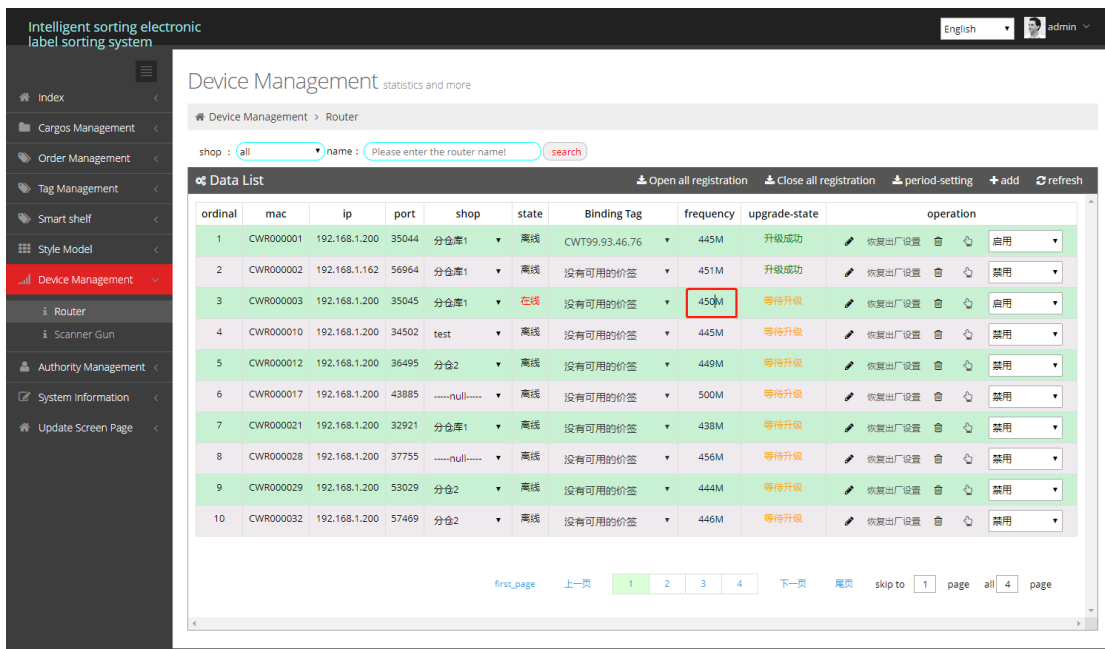 Intelligent sorting electronic
label sorting system
English
admin
Index
Cargos Management
Order Management
Tag Management
Smart shelf
Style Model
Device Management
Router
Scanner Gun
Authority Management
System Information
Update Screen Page
Device Management statistics and more
Device Management > Router
shop : all name : Please enter the router name! search
Data List Open all registration Close all registration period-setting add refresh
ordinal mac ip port shop state Binding Tag frequency upgrade-state operation
1 CWR000001 192.168.1.200 35044 分仓库1 离线 CWT99.93.46.76 445M 升级成功 恢复出厂设置 启用
2 CWR000002 192.168.1.162 56964 分仓库1 离线 没有可用的价签 451M 升级成功 恢复出厂设置 禁用
3 CWR000003 192.168.1.200 35045 分仓库1 在线 没有可用的价签 450M 等待升级 恢复出厂设置 启用
4 CWR000010 192.168.1.200 34502 test 离线 没有可用的价签 445M 等待升级 恢复出厂设置 禁用
5 CWR000012 192.168.1.200 36495 分仓2 离线 没有可用的价签 449M 等待升级 恢复出厂设置 禁用
6 CWR000017 192.168.1.200 43885 -----null----- 离线 没有可用的价签 500M 等待升级 恢复出厂设置 禁用
7 CWR000021 192.168.1.200 32921 分仓库1 离线 没有可用的价签 438M 等待升级 恢复出厂设置 禁用
8 CWR000028 192.168.1.200 37755 -----null----- 离线 没有可用的价签 456M 等待升级 恢复出厂设置 禁用
9 CWR000029 192.168.1.200 53029 分仓2 离线 没有可用的价签 444M 等待升级 恢复出厂设置 禁用
10 CWR000032 192.168.1.200 57469 分仓2 离线 没有可用的价签 446M 等待升级 恢复出厂设置 禁用
first_page 上一页 1 2 3 4 下一页 尾页 skip to 1 page all 4 page